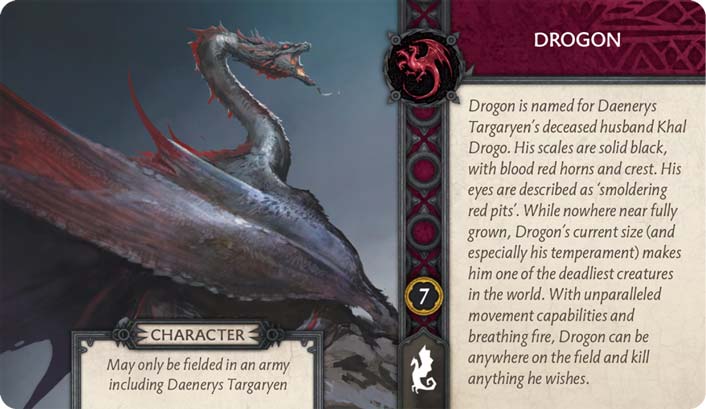 DROGON
Drogon is named for Daenerys
Targaryen's deceased husband Khal
Drogo. His scales are solid black,
with blood red horns and crest. His
eyes are described as ‘smoldering
red pits’. While nowhere near fully
grown, Drogon's current size (and
especially his temperament) makes
him one of the deadliest creatures
in the world. With unparalleled
movement capabilities and
breathing fire, Drogon can be
anywhere on the field and kill
anything he wishes.
7
CHARACTER
May only be fielded in an army
including Daenerys Targaryen